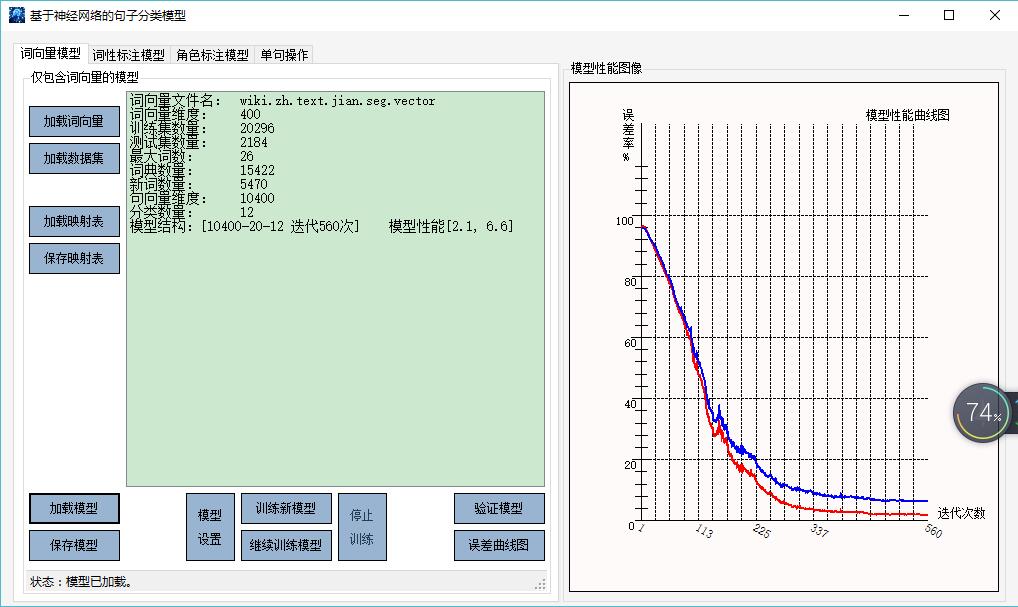 基于神经网络的句子分类模型
词向量模型 词性标注模型 角色标注模型 单句操作
仅包含词向量的模型
加载词向量
加载数据集
加载映射表
保存映射表
词向量文件名： wiki.zh.text.jian.seg.vector
词向量维度： 400
训练集数量： 20296
测试集数量： 2184
最大词数： 26
词典数量： 15422
新词数量： 5470
句向量维度： 10400
分类数量： 12
模型结构：[10400-20-12 迭代560次] 模型性能[2.1, 6.6]
加载模型
保存模型
模型
设置
训练新模型
继续训练模型
停止
训练
验证模型
误差曲线图
状态：模型已加载。
模型性能图像
模型性能曲线图
误
差
率
%
100
80
60
40
20
0
1 113 225 337 560
迭代次数
74%